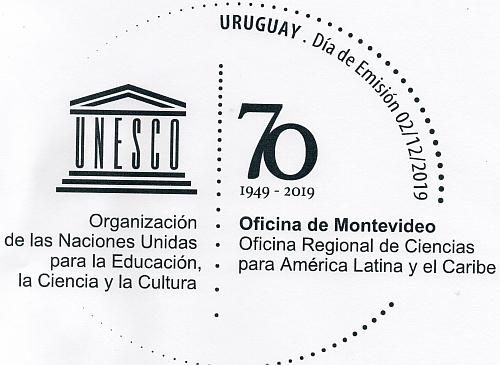 URUGUAY . Día de Emisión 02/12/2019
UNESCO
Organización
de las Naciones Unidas
para la Educación,
la Ciencia y la Cultura
70
1949 - 2019
Oficina de Montevideo
Oficina Regional de Ciencias
para América Latina y el Caribe